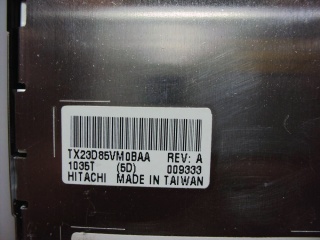 TX23D85VM0BAA REV: A
1035T (5D) 009333
HITACHI MADE IN TAIWAN